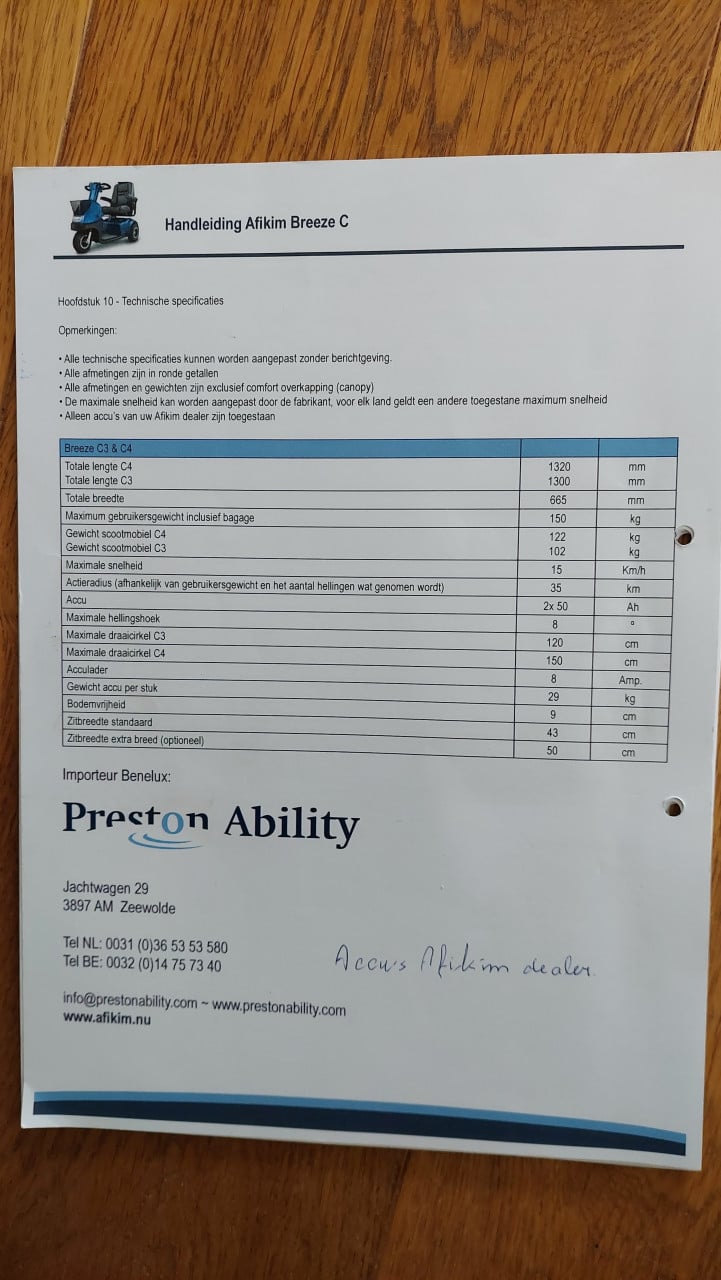 Handleiding Afikim Breeze C
Hoofdstuk 10 - Technische specificaties
Opmerkingen:
• Alle technische specificaties kunnen worden aangepast zonder berichtgeving.
• Alle afmetingen zijn in ronde getallen
• Alle afmetingen en gewichten zijn exclusief comfort overkapping (canopy)
• De maximale snelheid kan worden aangepast door de fabrikant, voor elk land geldt een andere toegestane maximum snelheid
• Alleen accu's van uw Afikim dealer zijn toegestaan
Breeze C3 & C4
Totale lengte C4 1320 mm
Totale lengte C3 1300 mm
Totale breedte 665 mm
Maximum gebruikersgewicht inclusief bagage 150 kg
Gewicht scootmobiel C4 122 kg
Gewicht scootmobiel C3 102 kg
Maximale snelheid 15 Km/h
Actieradius (afhankelijk van gebruikersgewicht en het aantal hellingen wat genomen wordt) 35 km
Accu 2x 50 Ah
Maximale hellingshoek 8 º
Maximale draaicirkel C3 120 cm
Maximale draaicirkel C4 150 cm
Acculader 8 Amp.
Gewicht accu per stuk 29 kg
Bodemvrijheid 9 cm
Zitbreedte standaard 43 cm
Zitbreedte extra breed (optioneel) 50 cm
Importeur Benelux:
Preston Ability
Jachtwagen 29
3897 AM Zeewolde
Tel NL: 0031 (0)36 53 53 580
Tel BE: 0032 (0)14 75 73 40
Accu's Afikim dealer.
info@prestonability.com ~ www.prestonability.com
www.afikim.nu